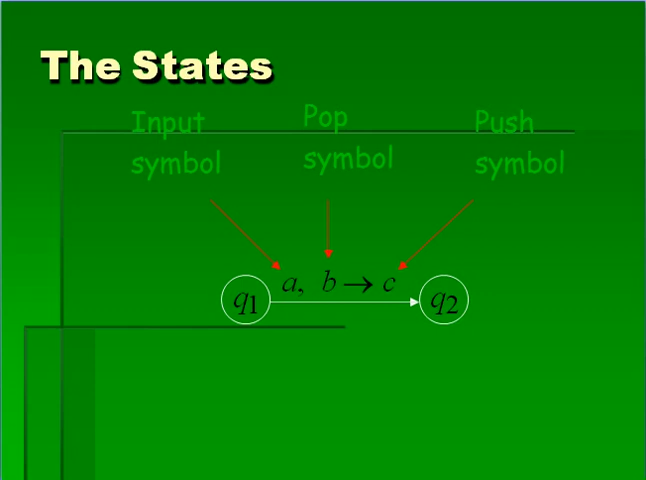 The States
Input symbol
Pop symbol
Push symbol
a, b → c
q1
q2